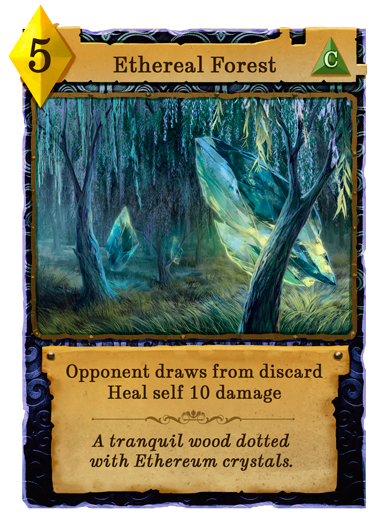 5
Ethereal Forest
C
Opponent draws from discard
Heal self 10 damage
A tranquil wood dotted
with Ethereum crystals.